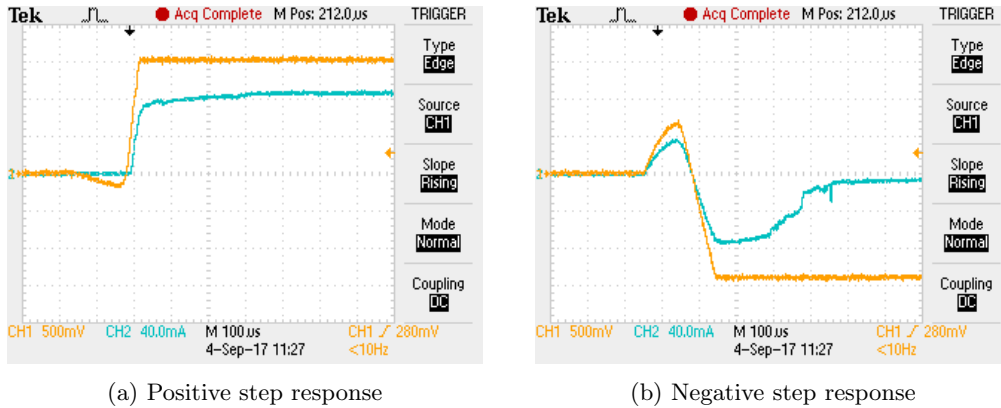 Tek Acq Complete M Pos: 212.0us TRIGGER
Type
Edge
Source
CH1
Slope
Rising
Mode
Normal
Coupling
DC
2
CH1 500mV CH2 40.0mA M 100us CH1 280mV
4-Sep-17 11:27 <10Hz
(a) Positive step response
Tek Acq Complete M Pos: 212.0us TRIGGER
Type
Edge
Source
CH1
Slope
Rising
Mode
Normal
Coupling
DC
2
CH1 500mV CH2 40.0mA M 100us CH1 280mV
4-Sep-17 11:27 <10Hz
(b) Negative step response